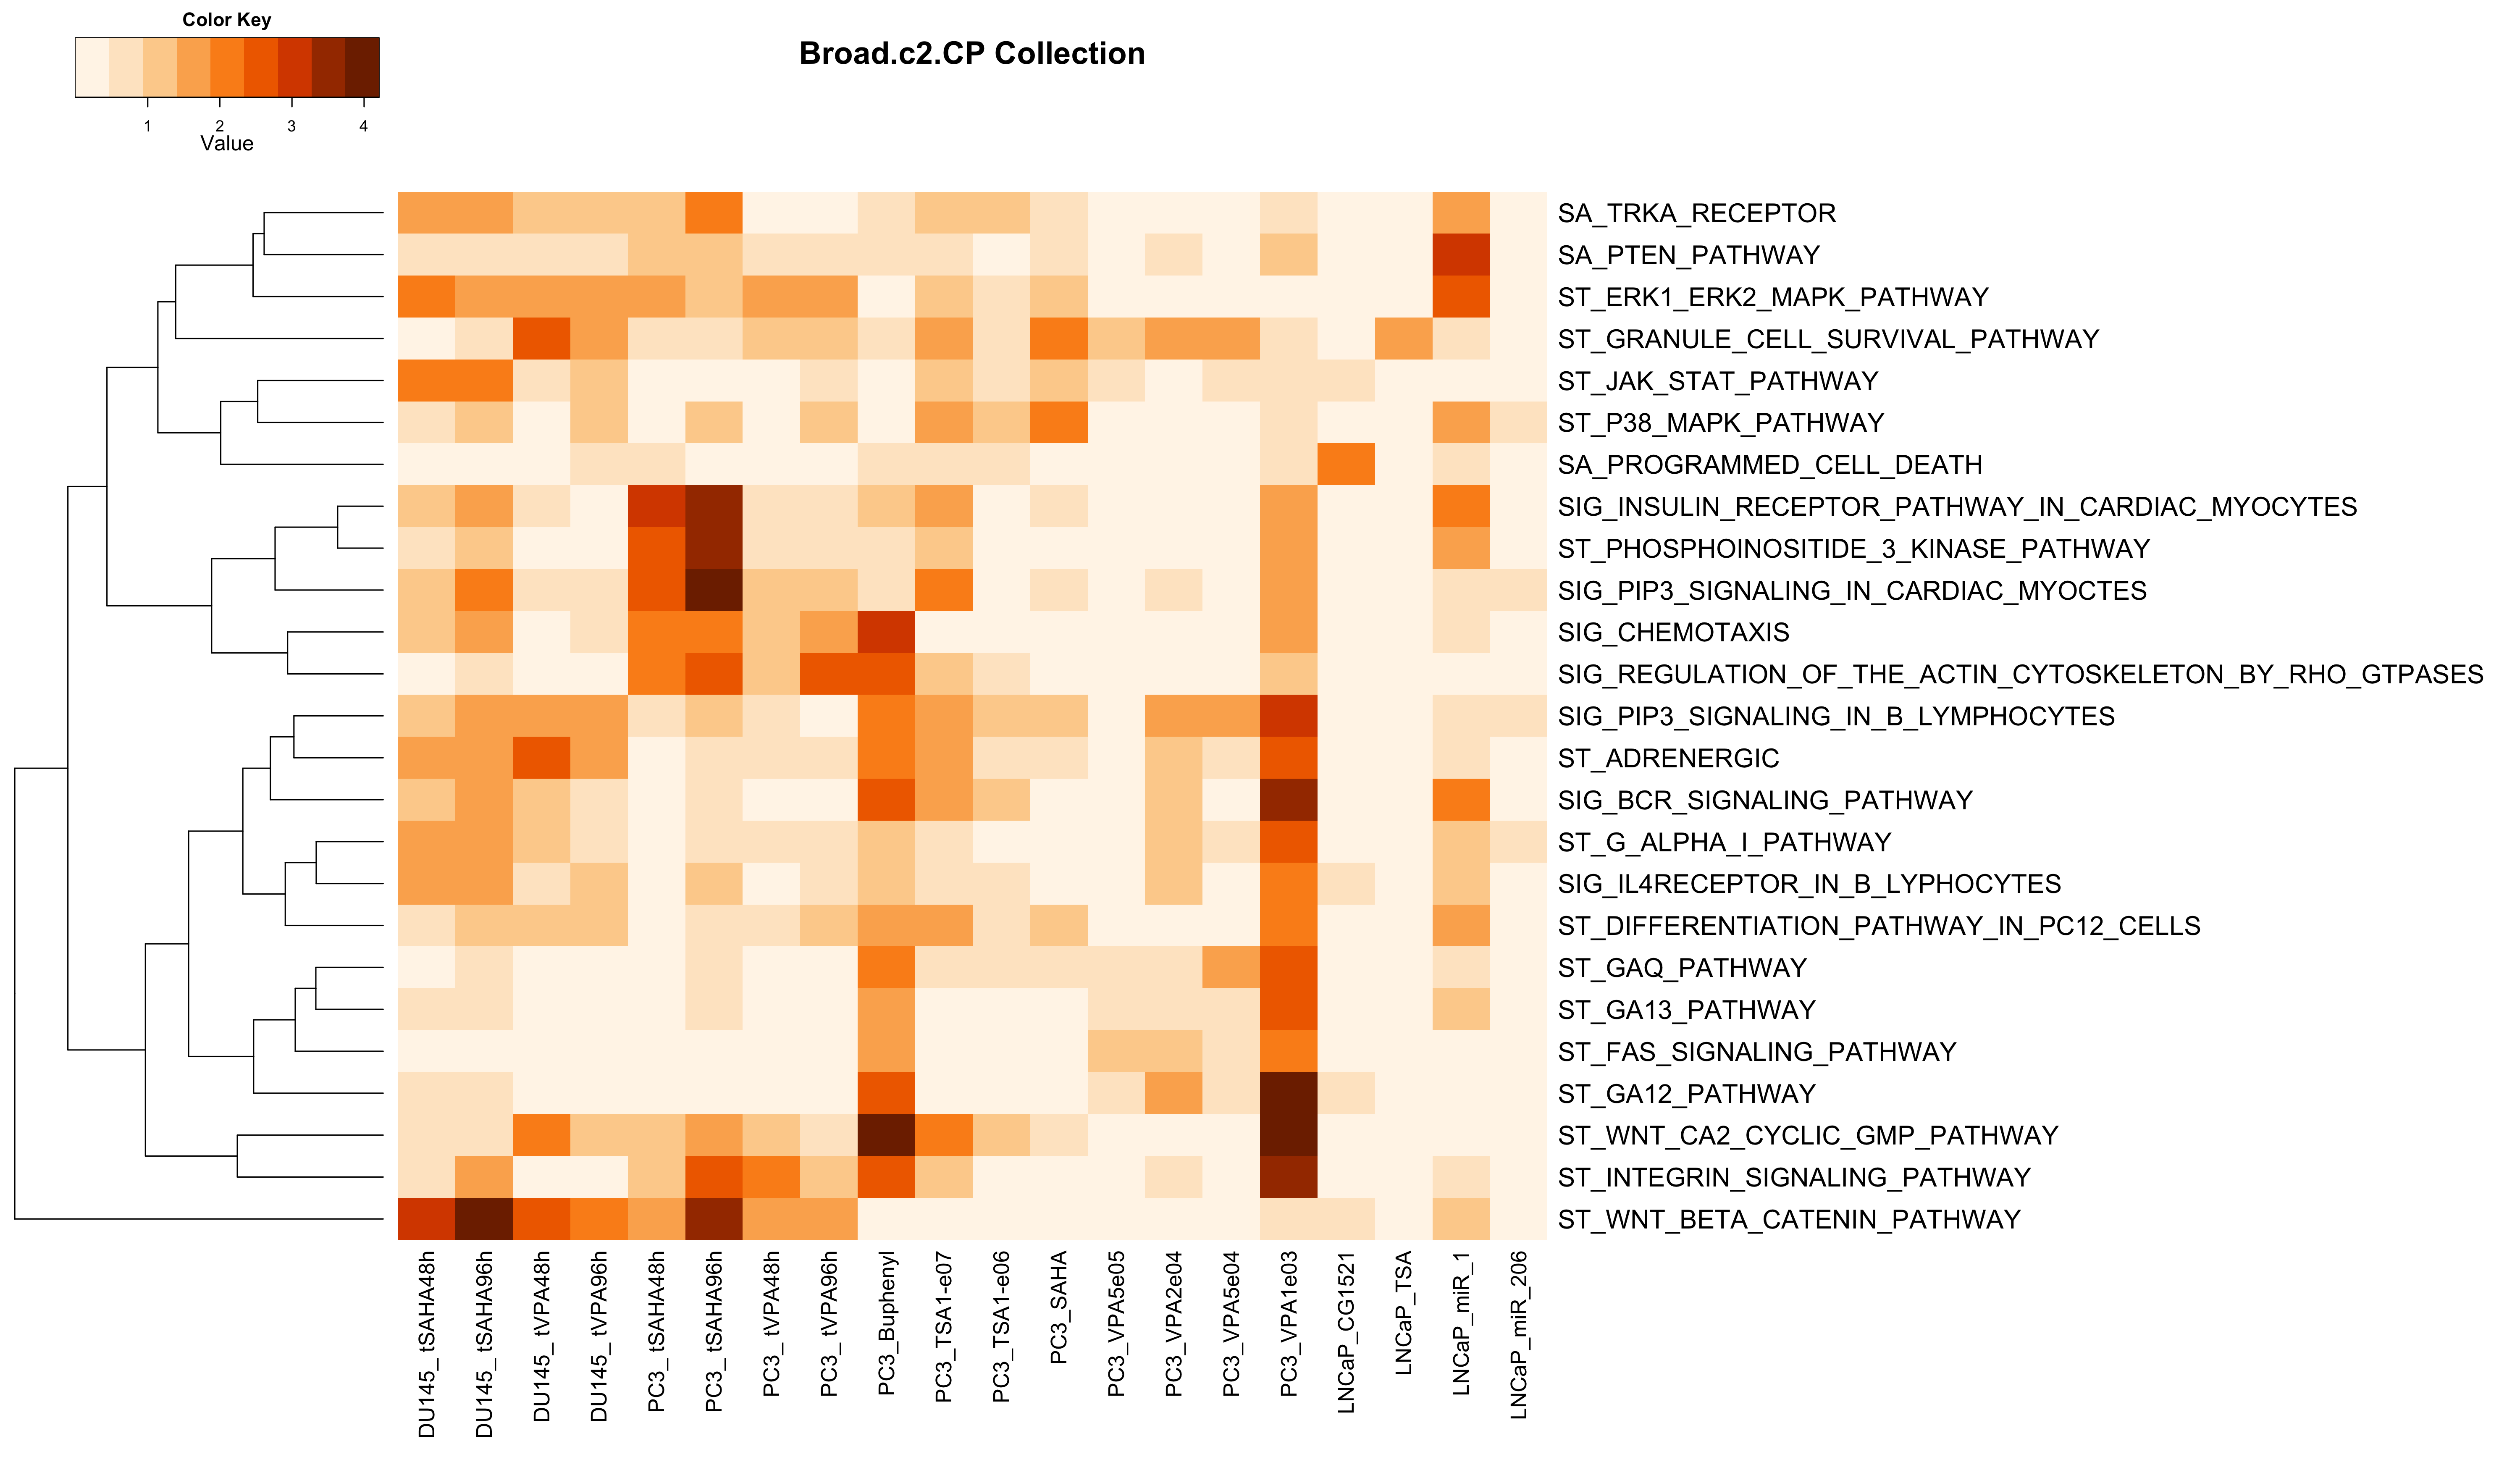 Color Key
1 2 3 4
Value
Broad.c2.CP Collection
SA_TRKA_RECEPTOR
SA_PTEN_PATHWAY
ST_ERK1_ERK2_MAPK_PATHWAY
ST_GRANULE_CELL_SURVIVAL_PATHWAY
ST_JAK_STAT_PATHWAY
ST_P38_MAPK_PATHWAY
SA_PROGRAMMED_CELL_DEATH
SIG_INSULIN_RECEPTOR_PATHWAY_IN_CARDIAC_MYOCYTES
ST_PHOSPHOINOSITIDE_3_KINASE_PATHWAY
SIG_PIP3_SIGNALING_IN_CARDIAC_MYOCTES
SIG_CHEMOTAXIS
SIG_REGULATION_OF_THE_ACTIN_CYTOSKELETON_BY_RHO_GTPASES
SIG_PIP3_SIGNALING_IN_B_LYMPHOCYTES
ST_ADRENERGIC
SIG_BCR_SIGNALING_PATHWAY
ST_G_ALPHA_I_PATHWAY
SIG_IL4RECEPTOR_IN_B_LYPHOCYTES
ST_DIFFERENTIATION_PATHWAY_IN_PC12_CELLS
ST_GAQ_PATHWAY
ST_GA13_PATHWAY
ST_FAS_SIGNALING_PATHWAY
ST_GA12_PATHWAY
ST_WNT_CA2_CYCLIC_GMP_PATHWAY
ST_INTEGRIN_SIGNALING_PATHWAY
ST_WNT_BETA_CATENIN_PATHWAY
DU145_ tSAHA48h
DU145_ tSAHA96h
DU145_ tVPA48h
DU145_ tVPA96h
PC3_ tSAHA48h
PC3_ tSAHA96h
PC3_ tVPA48h
PC3_ tVPA96h
PC3_Buphenyl
PC3_TSA1-e07
PC3_TSA1-e06
PC3_SAHA
PC3_VPA5e05
PC3_VPA2e04
PC3_VPA5e04
PC3_VPA1e03
LNCaP_CG1521
LNCaP_TSA
LNCaP_miR_1
LNCaP_miR_206